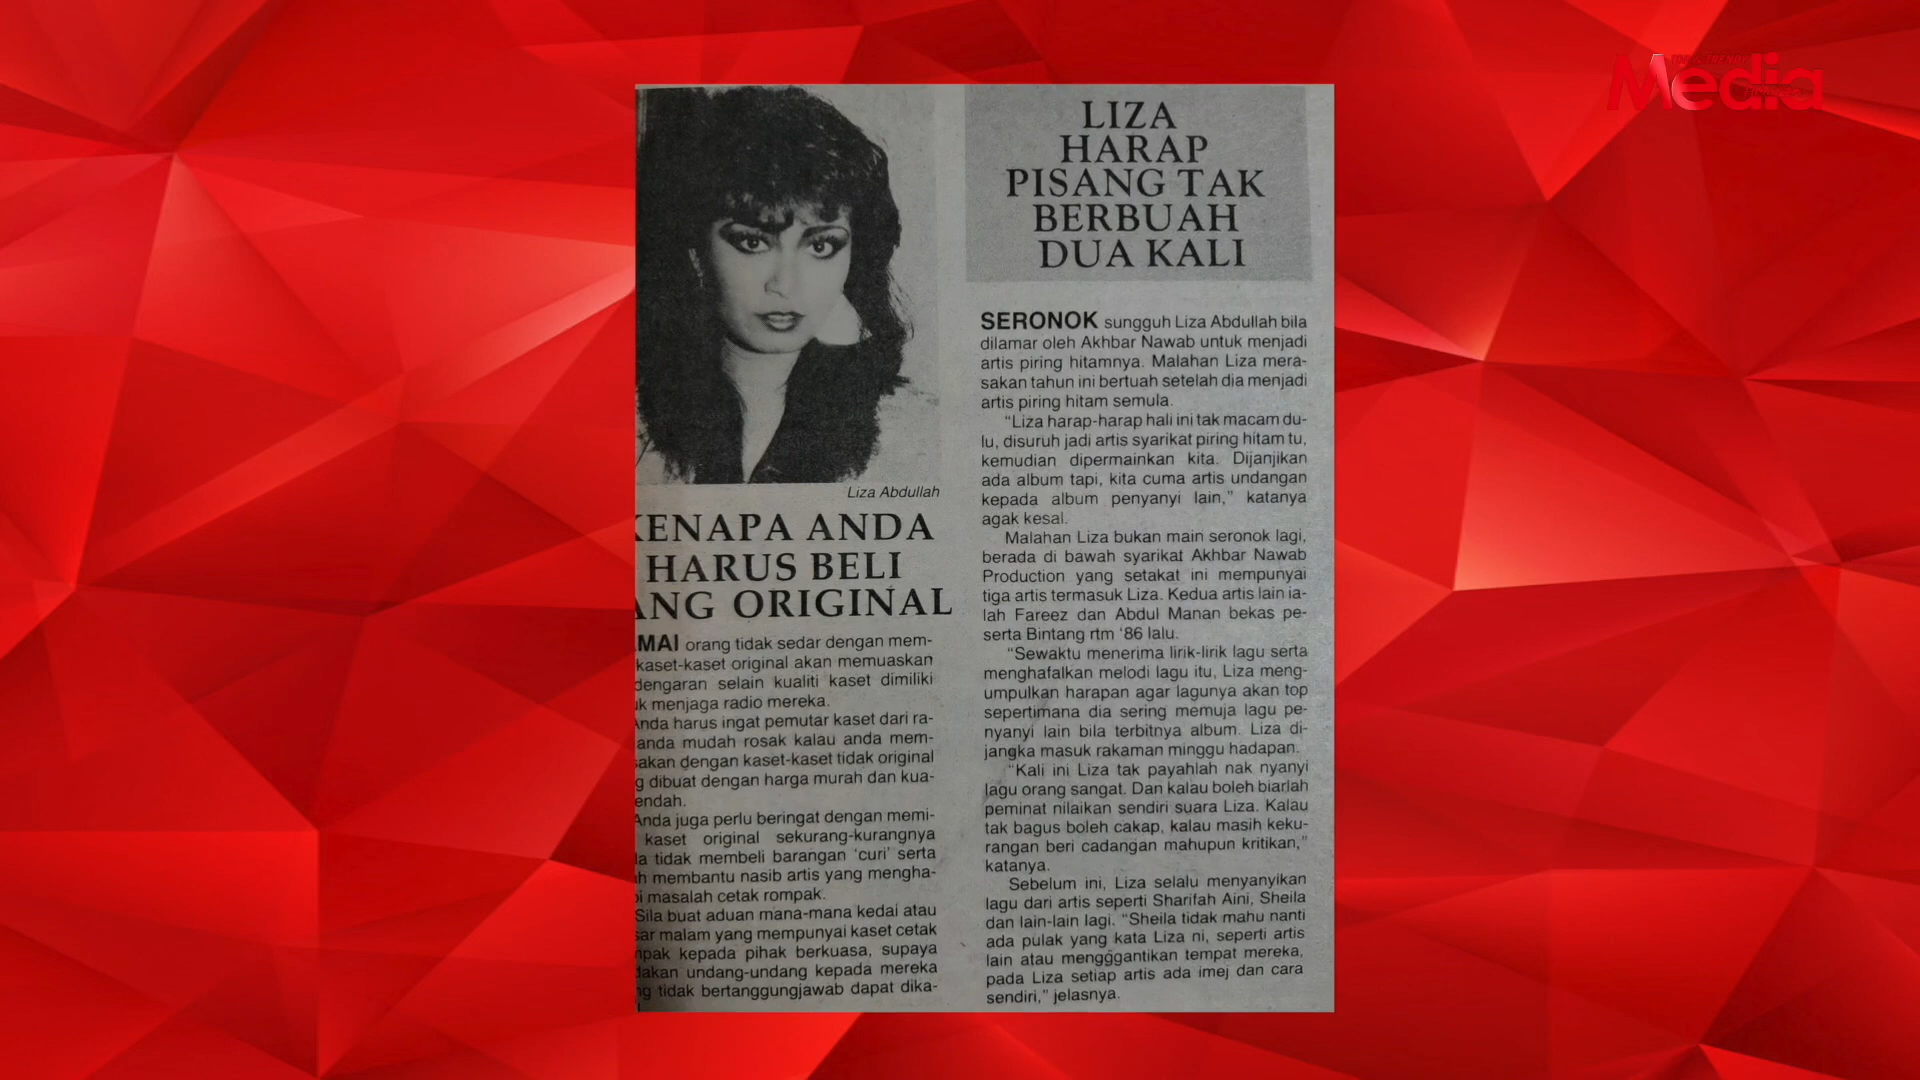 Media
Liza Abdullah
KENAPA ANDA
HARUS BELI
ANG ORIGINAL
MAI orang tidak sedar dengan mem-
kaset-kaset original akan memuaskan
dengaran selain kualiti kaset dimiliki
uk menjaga radio mereka.
Anda harus ingat pemutar kaset dari ra-
anda mudah rosak kalau anda mem-
sakan dengan kaset-kaset tidak original
g dibuat dengan harga murah dan kua-
endah.
Anda juga perlu beringat dengan memi-
kaset original sekurang-kurangnya
la tidak membeli barangan 'curi' serta
h membantu nasib artis yang mengha-
pi masalah cetak rompak.
Sila buat aduan mana-mana kedai atau
sar malam yang mempunyai kaset cetak
mpak kepada pihak berkuasa, supaya
dakan undang-undang kepada mereka
ng tidak bertanggungjawab dapat dika-
LIZA
HARAP
PISANG TAK
BERBUAH
DUA KALI
SERONOK sungguh Liza Abdullah bila
dilamar oleh Akhbar Nawab untuk menjadi
artis piring hitamnya. Malahan Liza mera-
sakan tahun ini bertuah setelah dia menjadi
artis piring hitam semula.
"Liza harap-harap hali ini tak macam du-
lu, disuruh jadi artis syarikat piring hitam tu,
kemudian dipermainkan kita. Dijanjikan
ada album tapi, kita cuma artis undangan
kepada album penyanyi lain," katanya
agak kesal.
Malahan Liza bukan main seronok lagi,
berada di bawah syarikat Akhbar Nawab
Production yang setakat ini mempunyai
tiga artis termasuk Liza. Kedua artis lain ia-
lah Fareez dan Abdul Manan bekas pe-
serta Bintang rtm '86 lalu.
"Sewaktu menerima lirik-lirik lagu serta
menghafalkan melodi lagu itu, Liza meng-
umpulkan harapan agar lagunya akan top
sepertimana dia sering memuja lagu pe-
nyanyi lain bila terbitnya album. Liza di-
jangka masuk rakaman minggu hadapan.
"Kali ini Liza tak payahlah nak nyanyi
lagu orang sangat. Dan kalau boleh biarlah
peminat nilaikan sendiri suara Liza. Kalau
tak bagus boleh cakap, kalau masih keku-
rangan beri cadangan mahupun kritikan,"
katanya.
Sebelum ini, Liza selalu menyanyikan
lagu dari artis seperti Sharifah Aini, Sheila
dan lain-lain lagi. "Sheila tidak mahu nanti
ada pulak yang kata Liza ni, seperti artis
lain atau mengggantikan tempat mereka,
pada Liza setiap artis ada imej dan cara
sendiri," jelasnya.